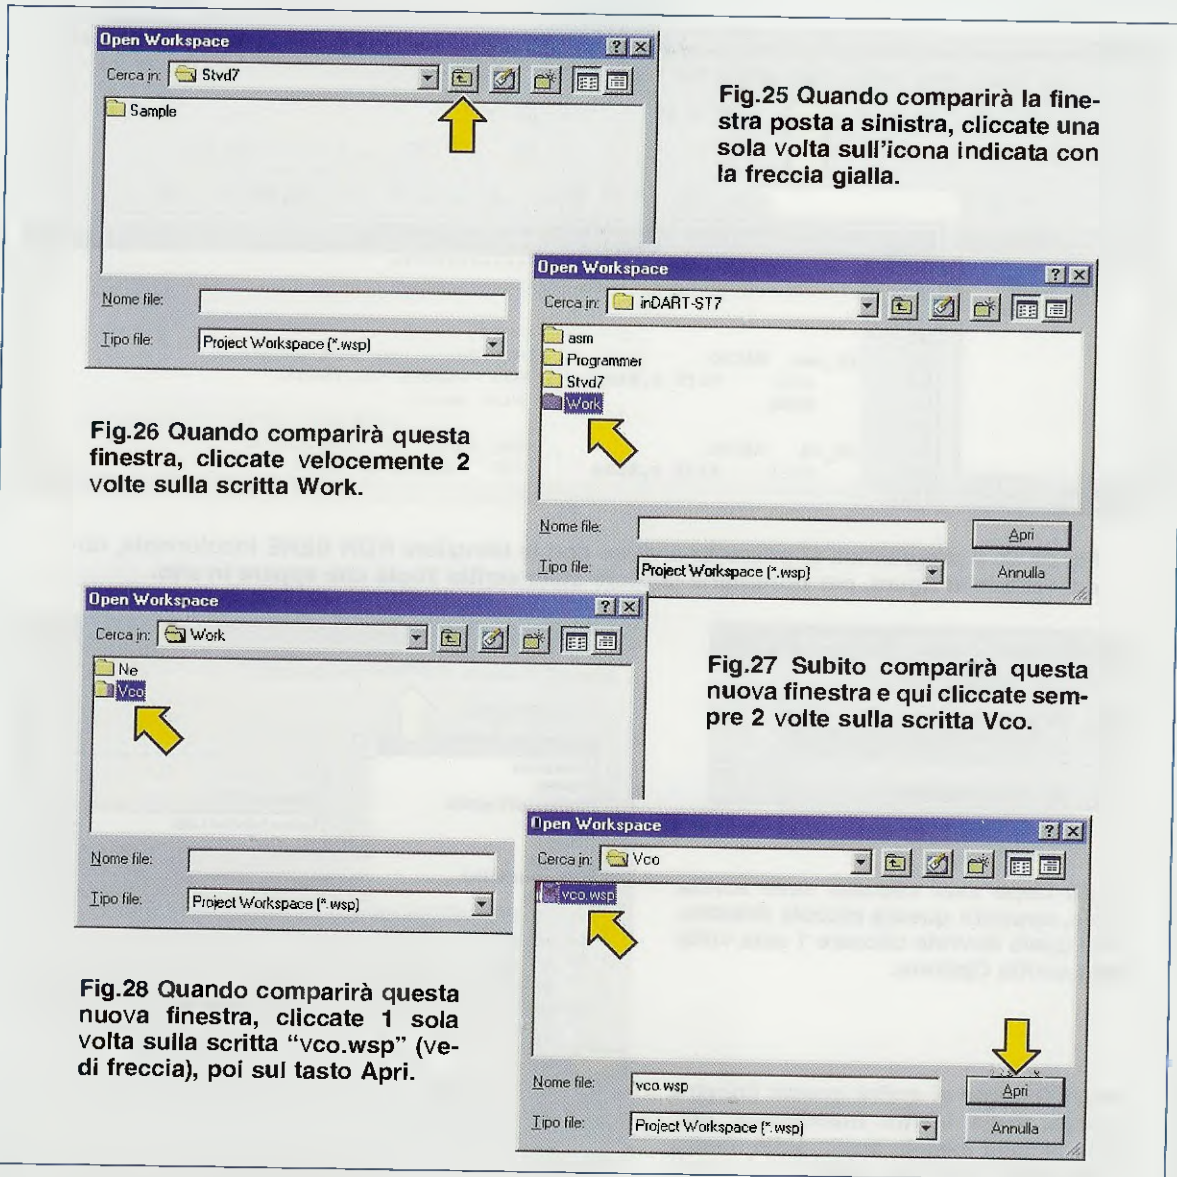 Open Workspace
Cerca in: Stvd7
Sample
Nome file:
Tipo file: Project Workspace (*.wsp)
Fig.25 Quando comparirà la fine-
stra posta a sinistra, cliccate una
sola volta sull'icona indicata con
la freccia gialla.
Open Workspace
Cerca in: inDART-ST7
asm
Programmer
Stvd7
Work
Nome file:
Apri
Tipo file: Project Workspace (*.wsp)
Annulla
Fig.26 Quando comparirà questa
finestra, cliccate velocemente 2
volte sulla scritta Work.
Open Workspace
Cerca in: Work
Ne
Vco
Nome file:
Tipo file: Project Workspace (*.wsp)
Fig.27 Subito comparirà questa
nuova finestra e qui cliccate sem-
pre 2 volte sulla scritta Vco.
Open Workspace
Cerca in: Vco
vco.wsp
Nome file: vco.wsp
Apri
Tipo file: Project Workspace (*.wsp)
Annulla
Fig.28 Quando comparirà questa
nuova finestra, cliccate 1 sola
volta sulla scritta "vco.wsp" (ve-
di freccia), poi sul tasto Apri.